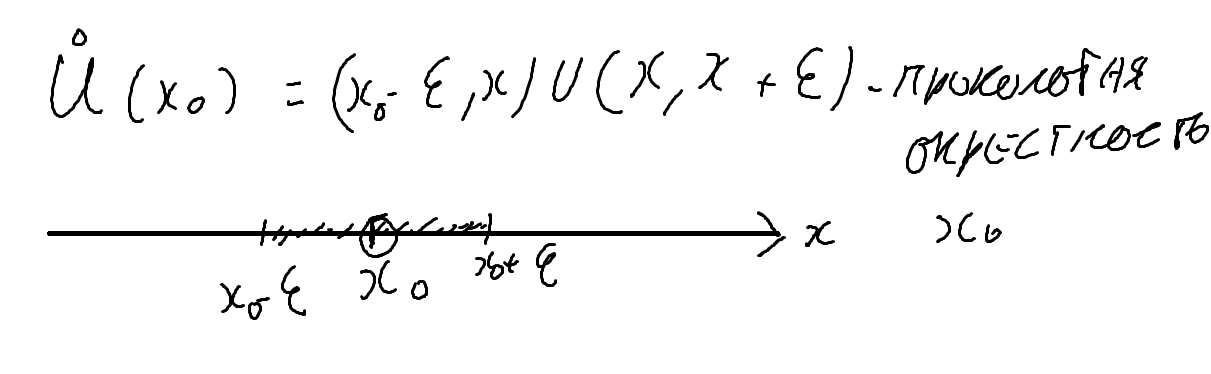 Ů(x₀) = (x₀-ε, x) U (x, x + ε) - проколотая
окрестность
x x₀
x₀-ε x₀ x₀+ε